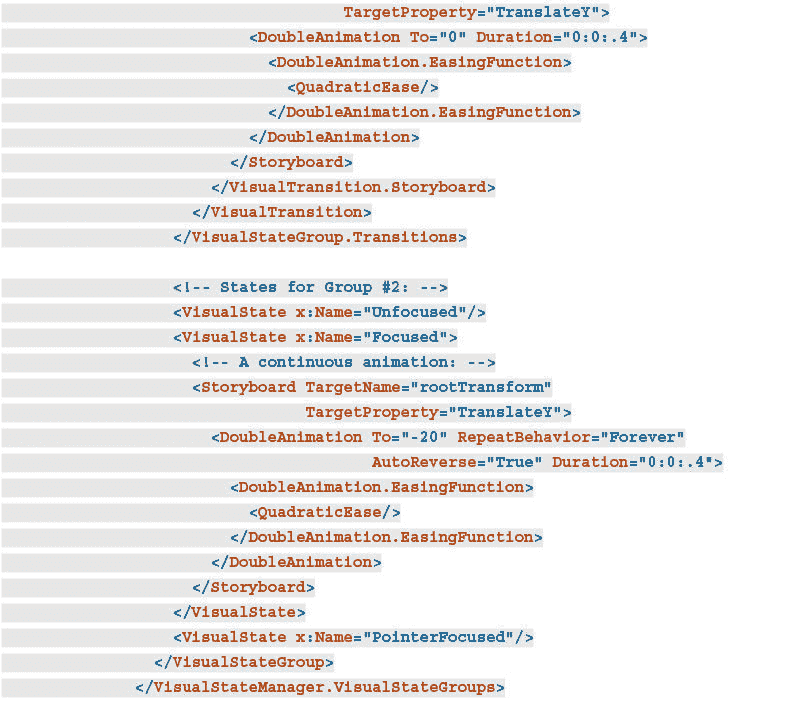 TargetProperty="TranslateY">
<DoubleAnimation To="0" Duration="0:0:.4">
<DoubleAnimation.EasingFunction>
<QuadraticEase/>
</DoubleAnimation.EasingFunction>
</DoubleAnimation>
</Storyboard>
</VisualTransition.Storyboard>
</VisualTransition>
</VisualStateGroup.Transitions>
<!-- States for Group #2: -->
<VisualState x:Name="Unfocused"/>
<VisualState x:Name="Focused">
<!-- A continuous animation: -->
<Storyboard TargetName="rootTransform"
TargetProperty="TranslateY">
<DoubleAnimation To="-20" RepeatBehavior="Forever"
AutoReverse="True" Duration="0:0:.4">
<DoubleAnimation.EasingFunction>
<QuadraticEase/>
</DoubleAnimation.EasingFunction>
</DoubleAnimation>
</Storyboard>
</VisualState>
<VisualState x:Name="PointerFocused"/>
</VisualStateGroup>
</VisualStateManager.VisualStateGroups>